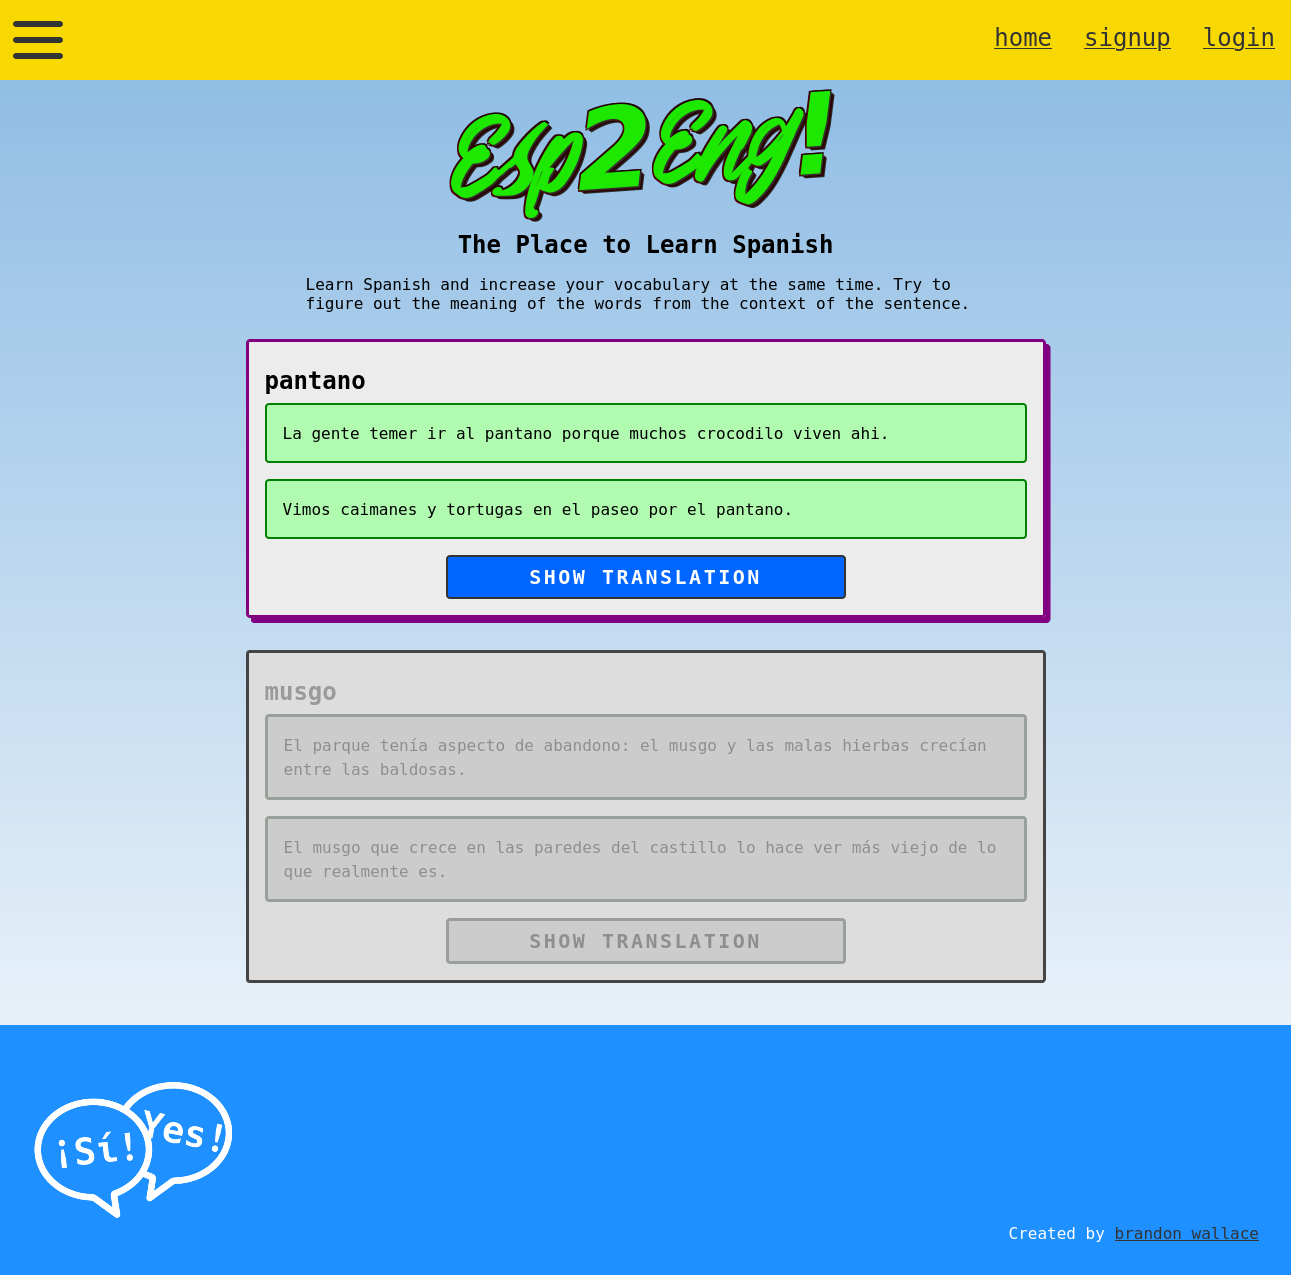 home signup login
Esp2Eng!
The Place to Learn Spanish
Learn Spanish and increase your vocabulary at the same time. Try to
figure out the meaning of the words from the context of the sentence.
pantano
La gente temer ir al pantano porque muchos crocodilo viven ahi.
Vimos caimanes y tortugas en el paseo por el pantano.
SHOW TRANSLATION
musgo
El parque tenía aspecto de abandono: el musgo y las malas hierbas crecían
entre las baldosas.
El musgo que crece en las paredes del castillo lo hace ver más viejo de lo
que realmente es.
SHOW TRANSLATION
¡Sí! Yes!
Created by brandon wallace